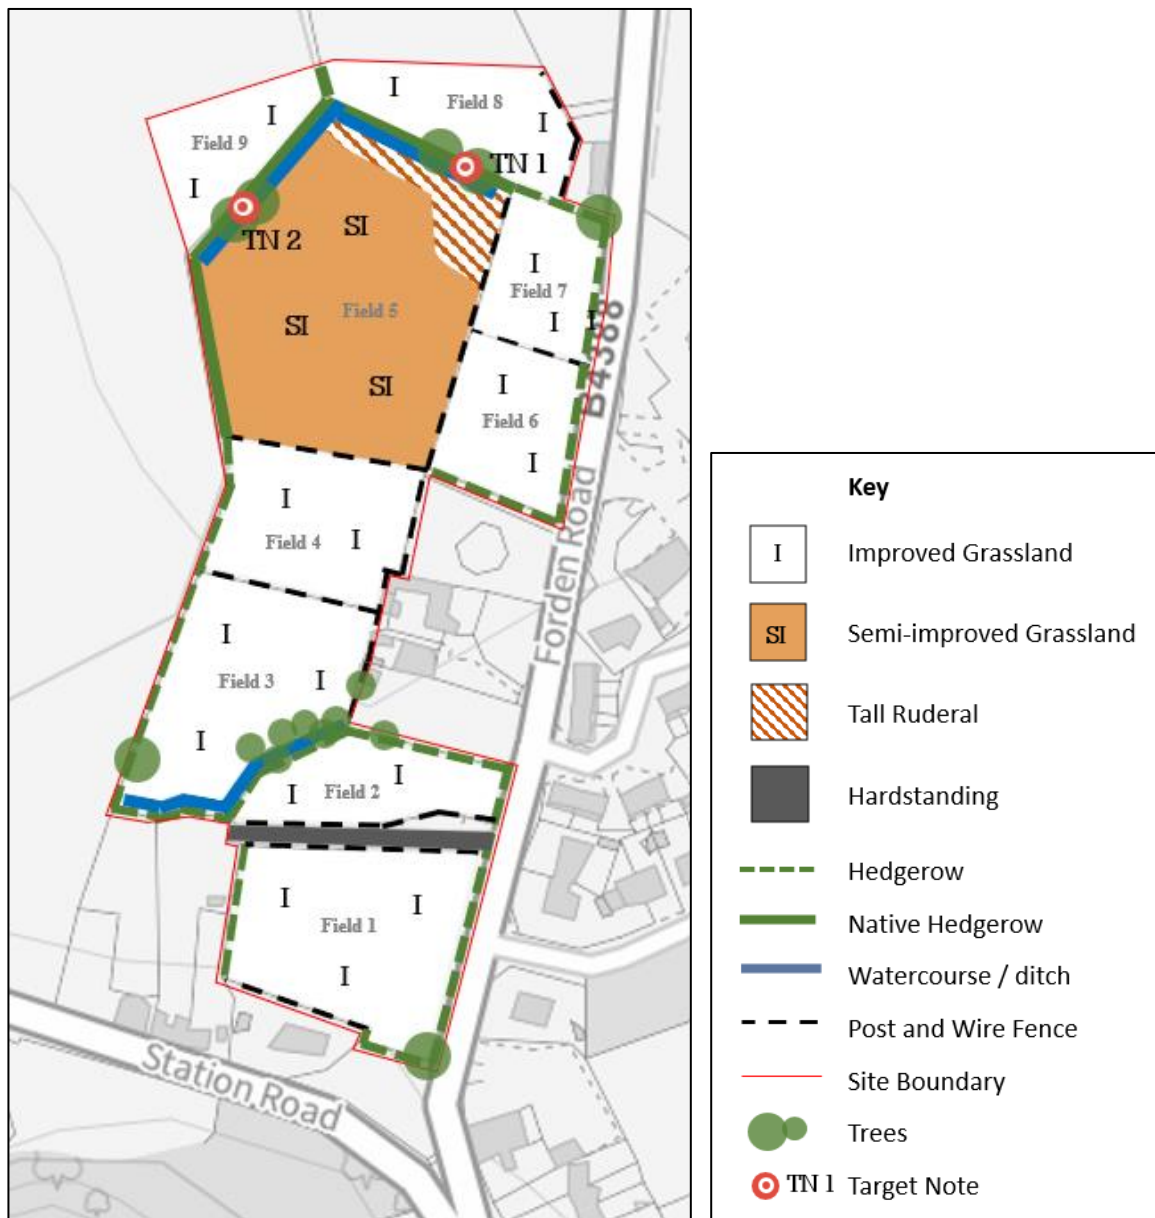 I
Field 8
I
I
Field 9
TN 1
I
SI
TN 2
I
Field 7
Field 5
I
I
SI
B4388
I
SI
Field 6
I
I
Field 4
I
Forden Road
I
Field 3
I
I
I
Field 2
I
I
I
Field 1
I
Station Road
Key
I Improved Grassland
SI Semi-improved Grassland
Tall Ruderal
Hardstanding
Hedgerow
Native Hedgerow
Watercourse / ditch
Post and Wire Fence
Site Boundary
Trees
TN 1 Target Note